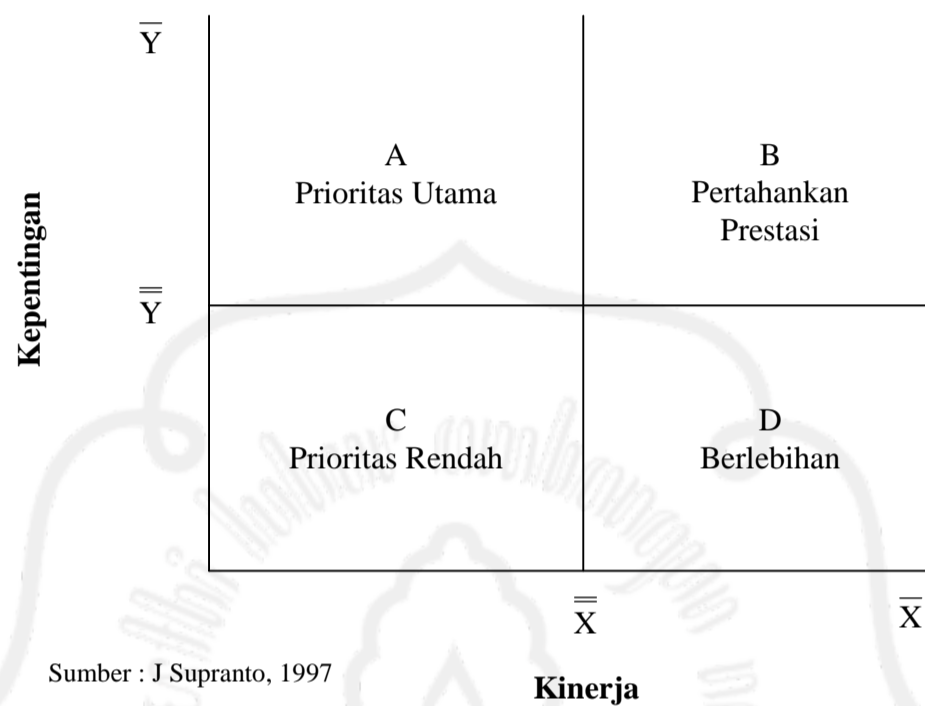 Y̅
A
Prioritas Utama
B
Pertahankan
Prestasi
Kepentingan
Y̿
C
Prioritas Rendah
D
Berlebihan
X̿
X̅
Sumber : J Supranto, 1997
Kinerja